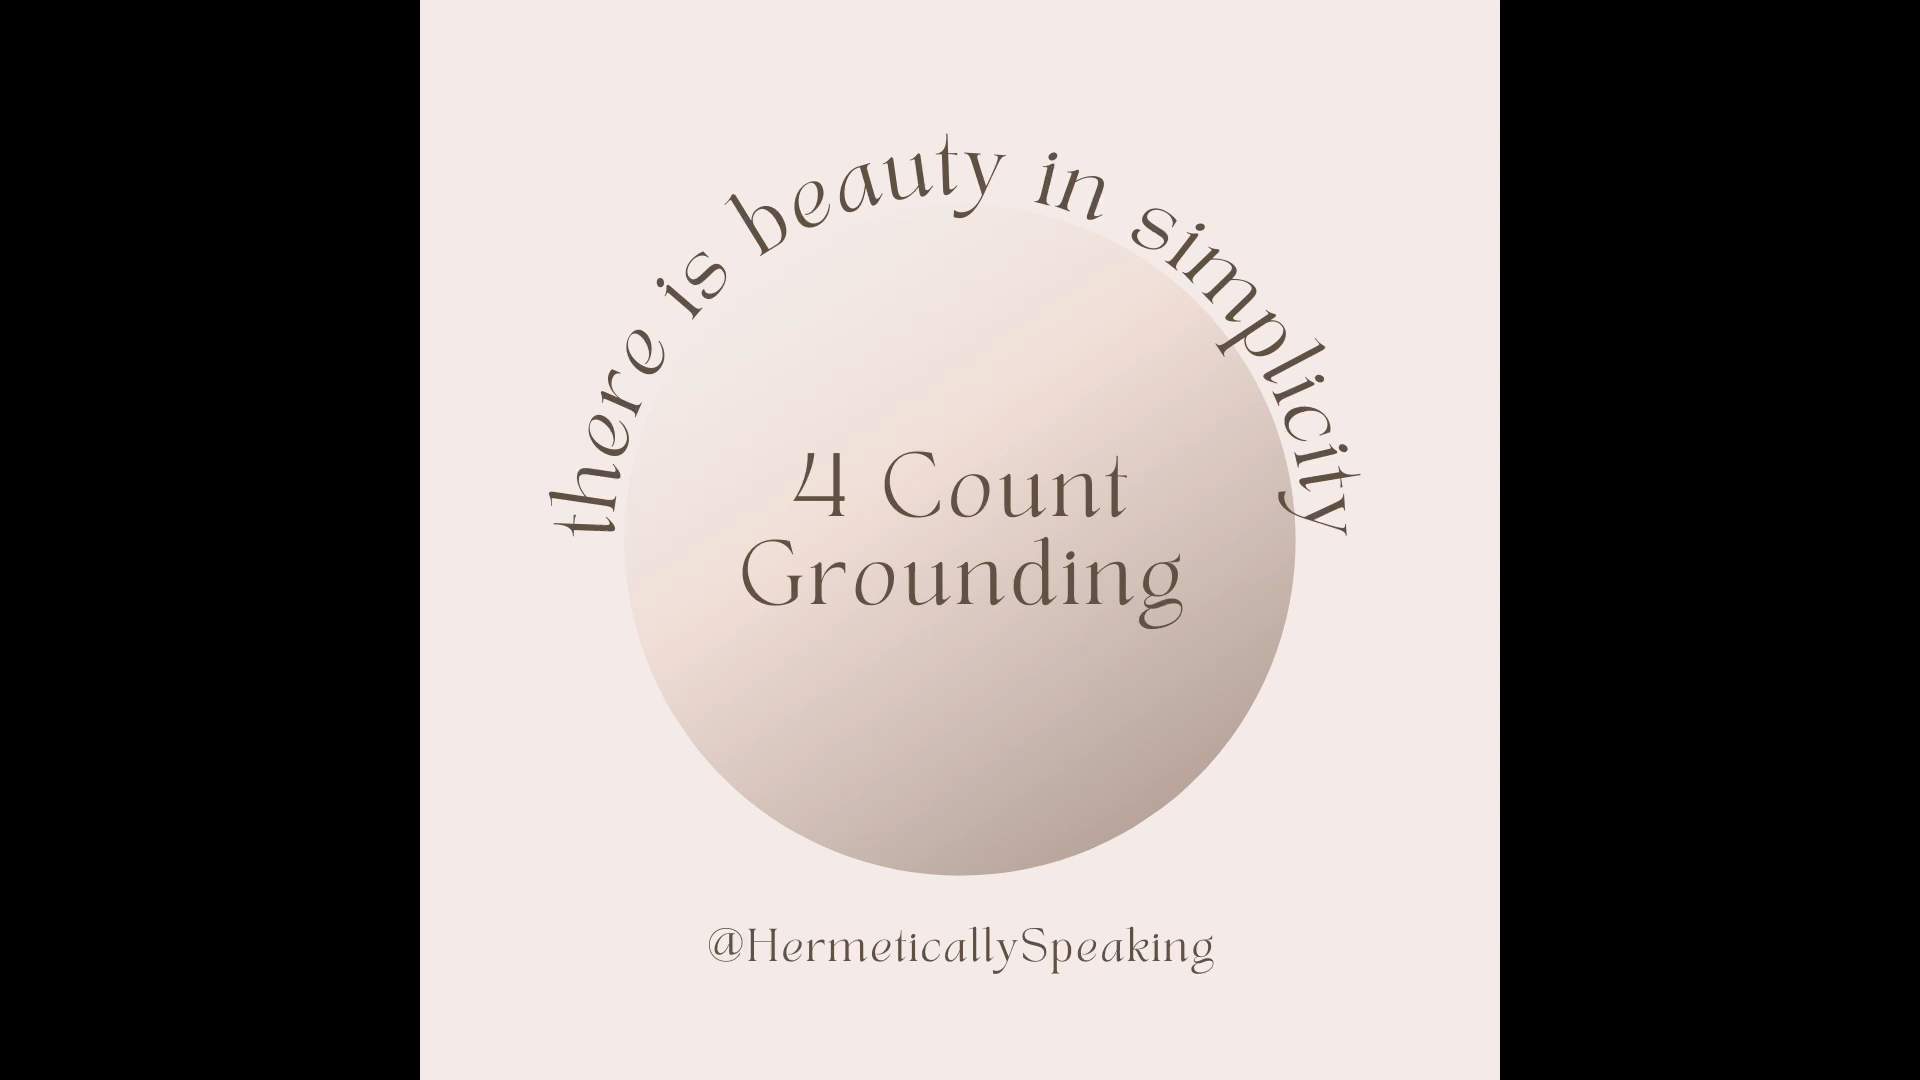 there is beauty in simplicity
4 Count
Grounding
@HermeticallySpeaking